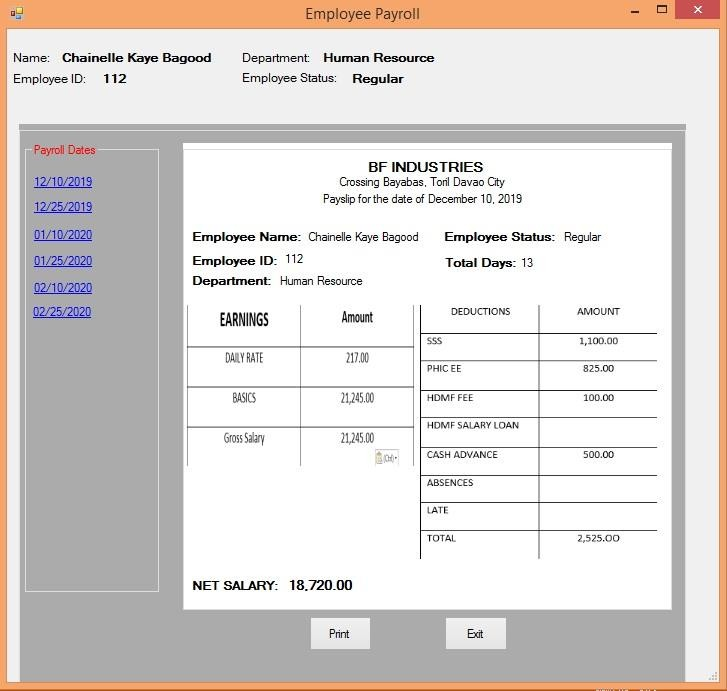 Employee Payroll
Name: Chainelle Kaye Bagood Department: Human Resource
Employee ID: 112 Employee Status: Regular
Payroll Dates
12/10/2019
12/25/2019
01/10/2020
01/25/2020
02/10/2020
02/25/2020
BF INDUSTRIES
Crossing Bayabas, Toril Davao City
Payslip for the date of December 10, 2019
Employee Name: Chainelle Kaye Bagood Employee Status: Regular
Employee ID: 112 Total Days: 13
Department: Human Resource
EARNINGS Amount
DAILY RATE 217.00
BASICS 21,245.00
Gross Salary 21,245.00
(Ctrl)
DEDUCTIONS AMOUNT
SSS 1,100.00
PHIC EE 825.00
HDMF FEE 100.00
HDMF SALARY LOAN
CASH ADVANCE 500.00
ABSENCES
LATE
TOTAL 2,525.OO
NET SALARY: 18,720.00
Print Exit